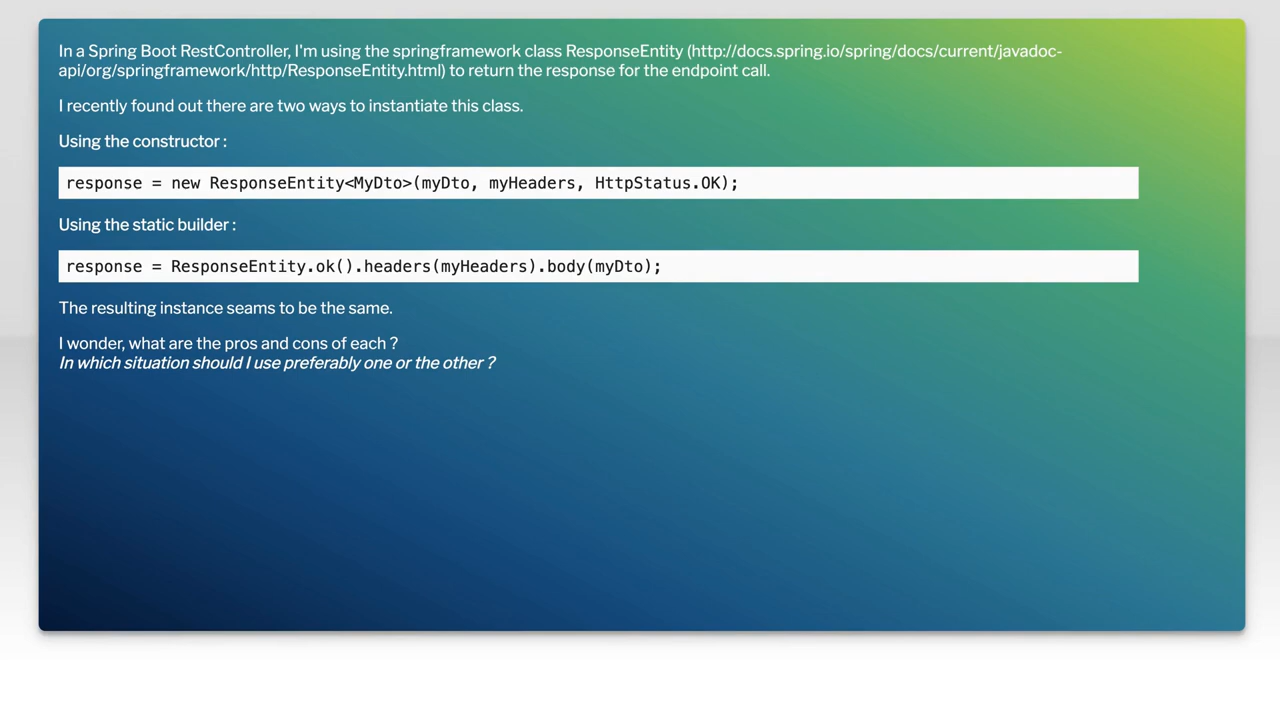 In a Spring Boot RestController, I'm using the springframework class ResponseEntity (http://docs.spring.io/spring/docs/current/javadoc-
api/org/springframework/http/ResponseEntity.html) to return the response for the endpoint call.
I recently found out there are two ways to instantiate this class.
Using the constructor :
response = new ResponseEntity<MyDto>(myDto, myHeaders, HttpStatus.OK);
Using the static builder :
response = ResponseEntity.ok().headers(myHeaders).body(myDto);
The resulting instance seams to be the same.
I wonder, what are the pros and cons of each ?
In which situation should I use preferably one or the other ?